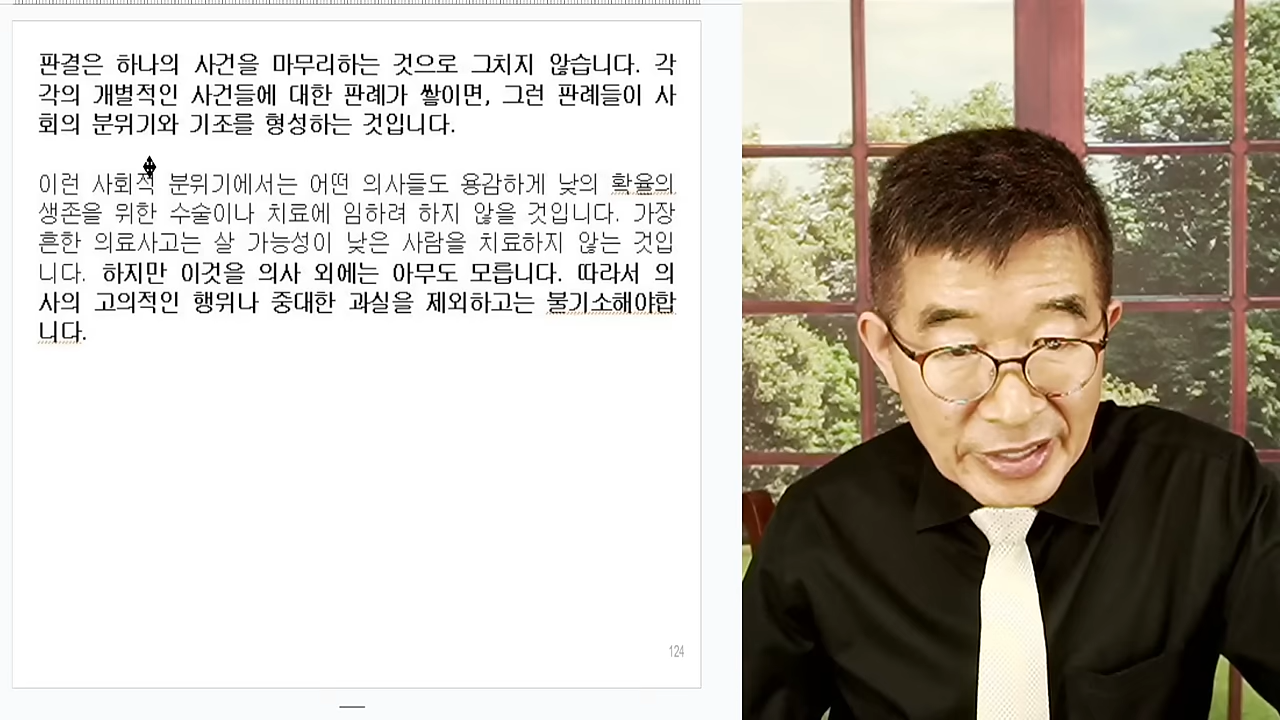 판결은 하나의 사건을 마무리하는 것으로 그치지 않습니다. 각
각의 개별적인 사건들에 대한 판례가 쌓이면, 그런 판례들이 사
회의 분위기와 기조를 형성하는 것입니다.
이런 사회적 분위기에서는 어떤 의사들도 용감하게 낮의 확율의
생존을 위한 수술이나 치료에 임하려 하지 않을 것입니다. 가장
흔한 의료사고는 살 가능성이 낮은 사람을 치료하지 않는 것입
니다. 하지만 이것을 의사 외에는 아무도 모릅니다. 따라서 의
사의 고의적인 행위나 중대한 과실을 제외하고는 불기소해야합
니다.
124